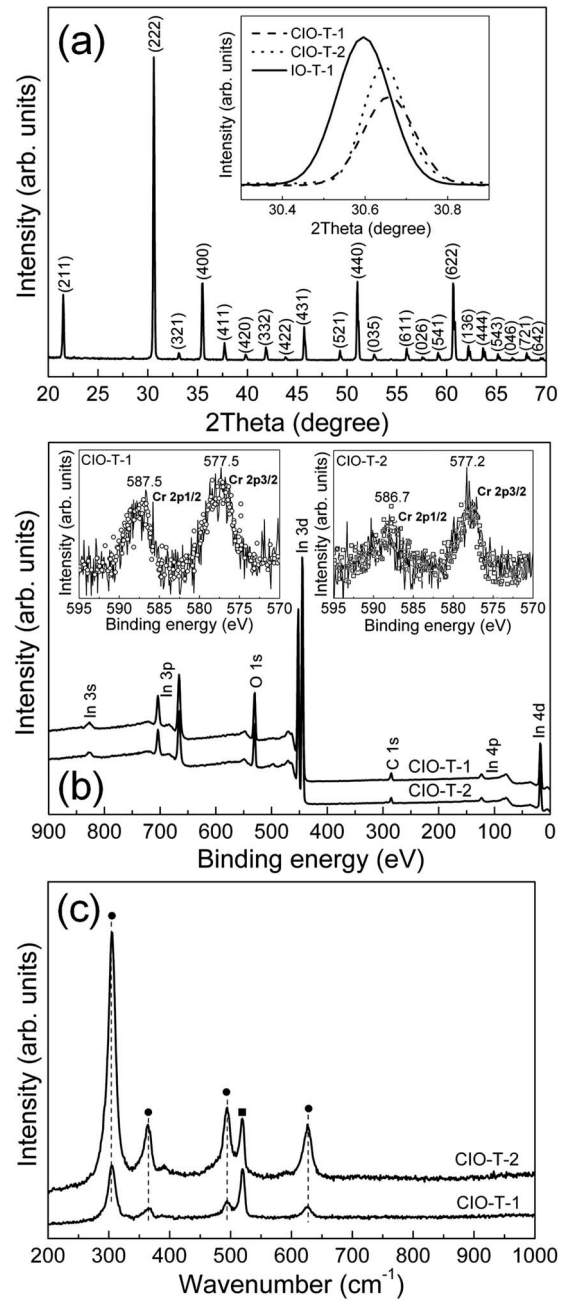 (a)
Intensity (arb. units)
2Theta (degree)
20 25 30 35 40 45 50 55 60 65 70
(211)
(222)
(321)
(400)
(411)
(420)
(332)
(422)
(431)
(521)
(440)
(035)
(611)
(026)
(541)
(622)
(136)
(444)
(543)
(046)
(721)
(642)
Intensity (arb. units)
CIO-T-1
CIO-T-2
IO-T-1
30.4 30.6 30.8
2Theta (degree)
(b)
Intensity (arb. units)
Binding energy (eV)
900 800 700 600 500 400 300 200 100 0
CIO-T-1
Intensity (arb. units)
587.5
Cr 2p1/2
577.5
Cr 2p3/2
595 590 585 580 575 570
Binding energy (eV)
CIO-T-2
Intensity (arb. units)
586.7
Cr 2p1/2
577.2
Cr 2p3/2
595 590 585 580 575 570
Binding energy (eV)
In 3s
In 3p
O 1s
In 3d
C 1s
In 4p
In 4d
CIO-T-1
CIO-T-2
(c)
Intensity (arb. units)
CIO-T-2
CIO-T-1
200 300 400 500 600 700 800 900 1000
Wavenumber (cm⁻¹)